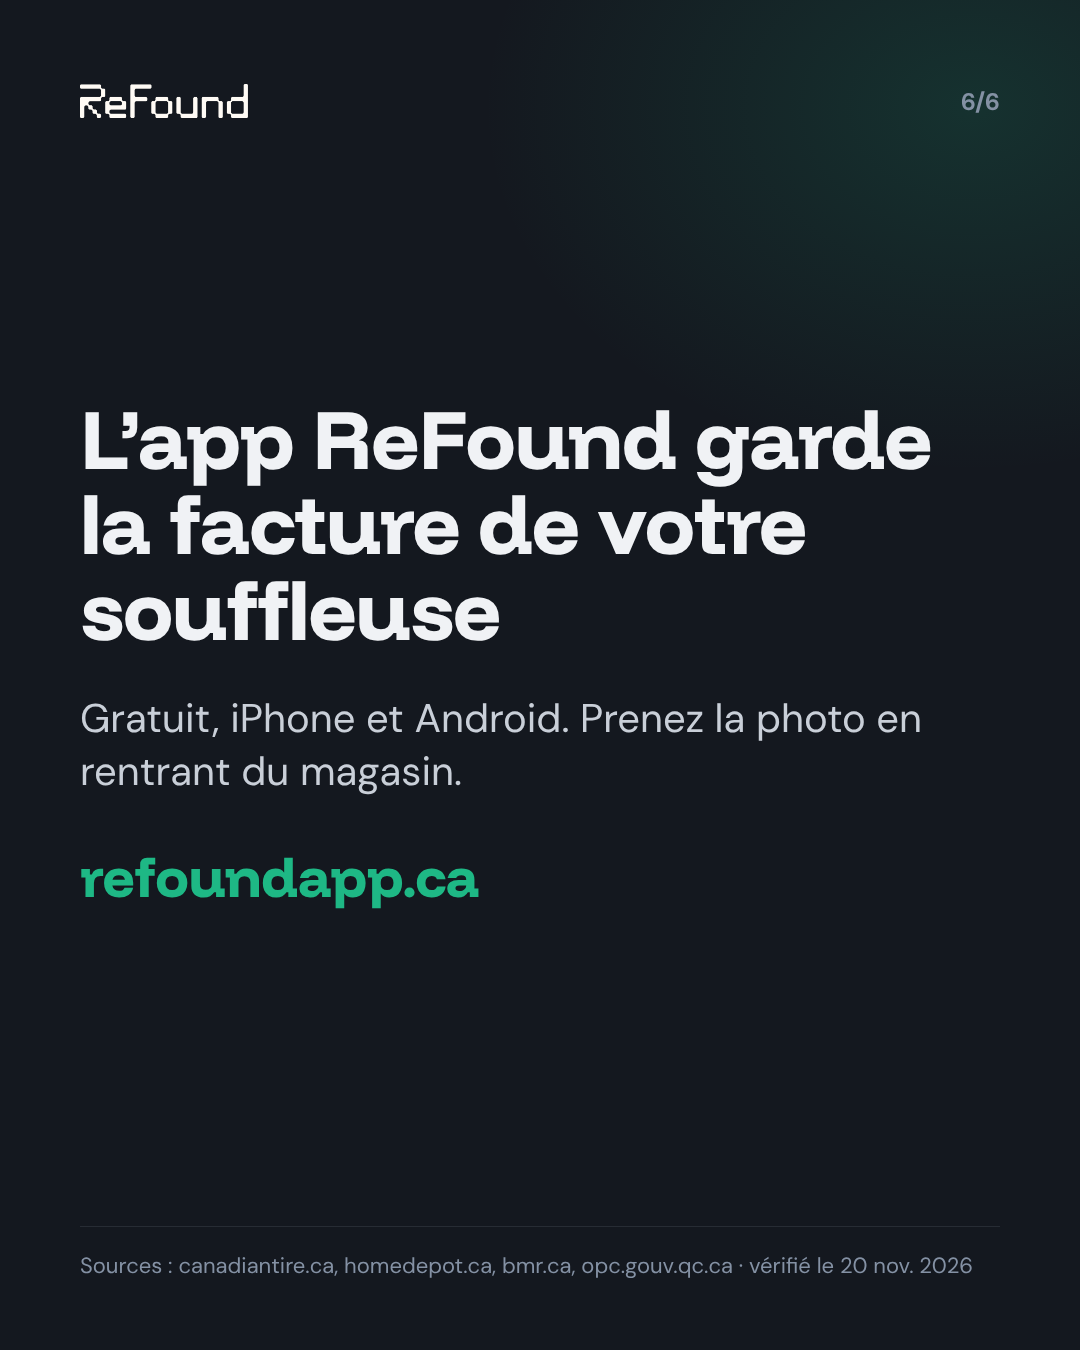 ReFound
6/6
L’app ReFound garde
la facture de votre
souffleuse
Gratuit, iPhone et Android. Prenez la photo en
rentrant du magasin.
refoundapp.ca
Sources : canadiantire.ca, homedepot.ca, bmr.ca, opc.gouv.qc.ca · vérifié le 20 nov. 2026